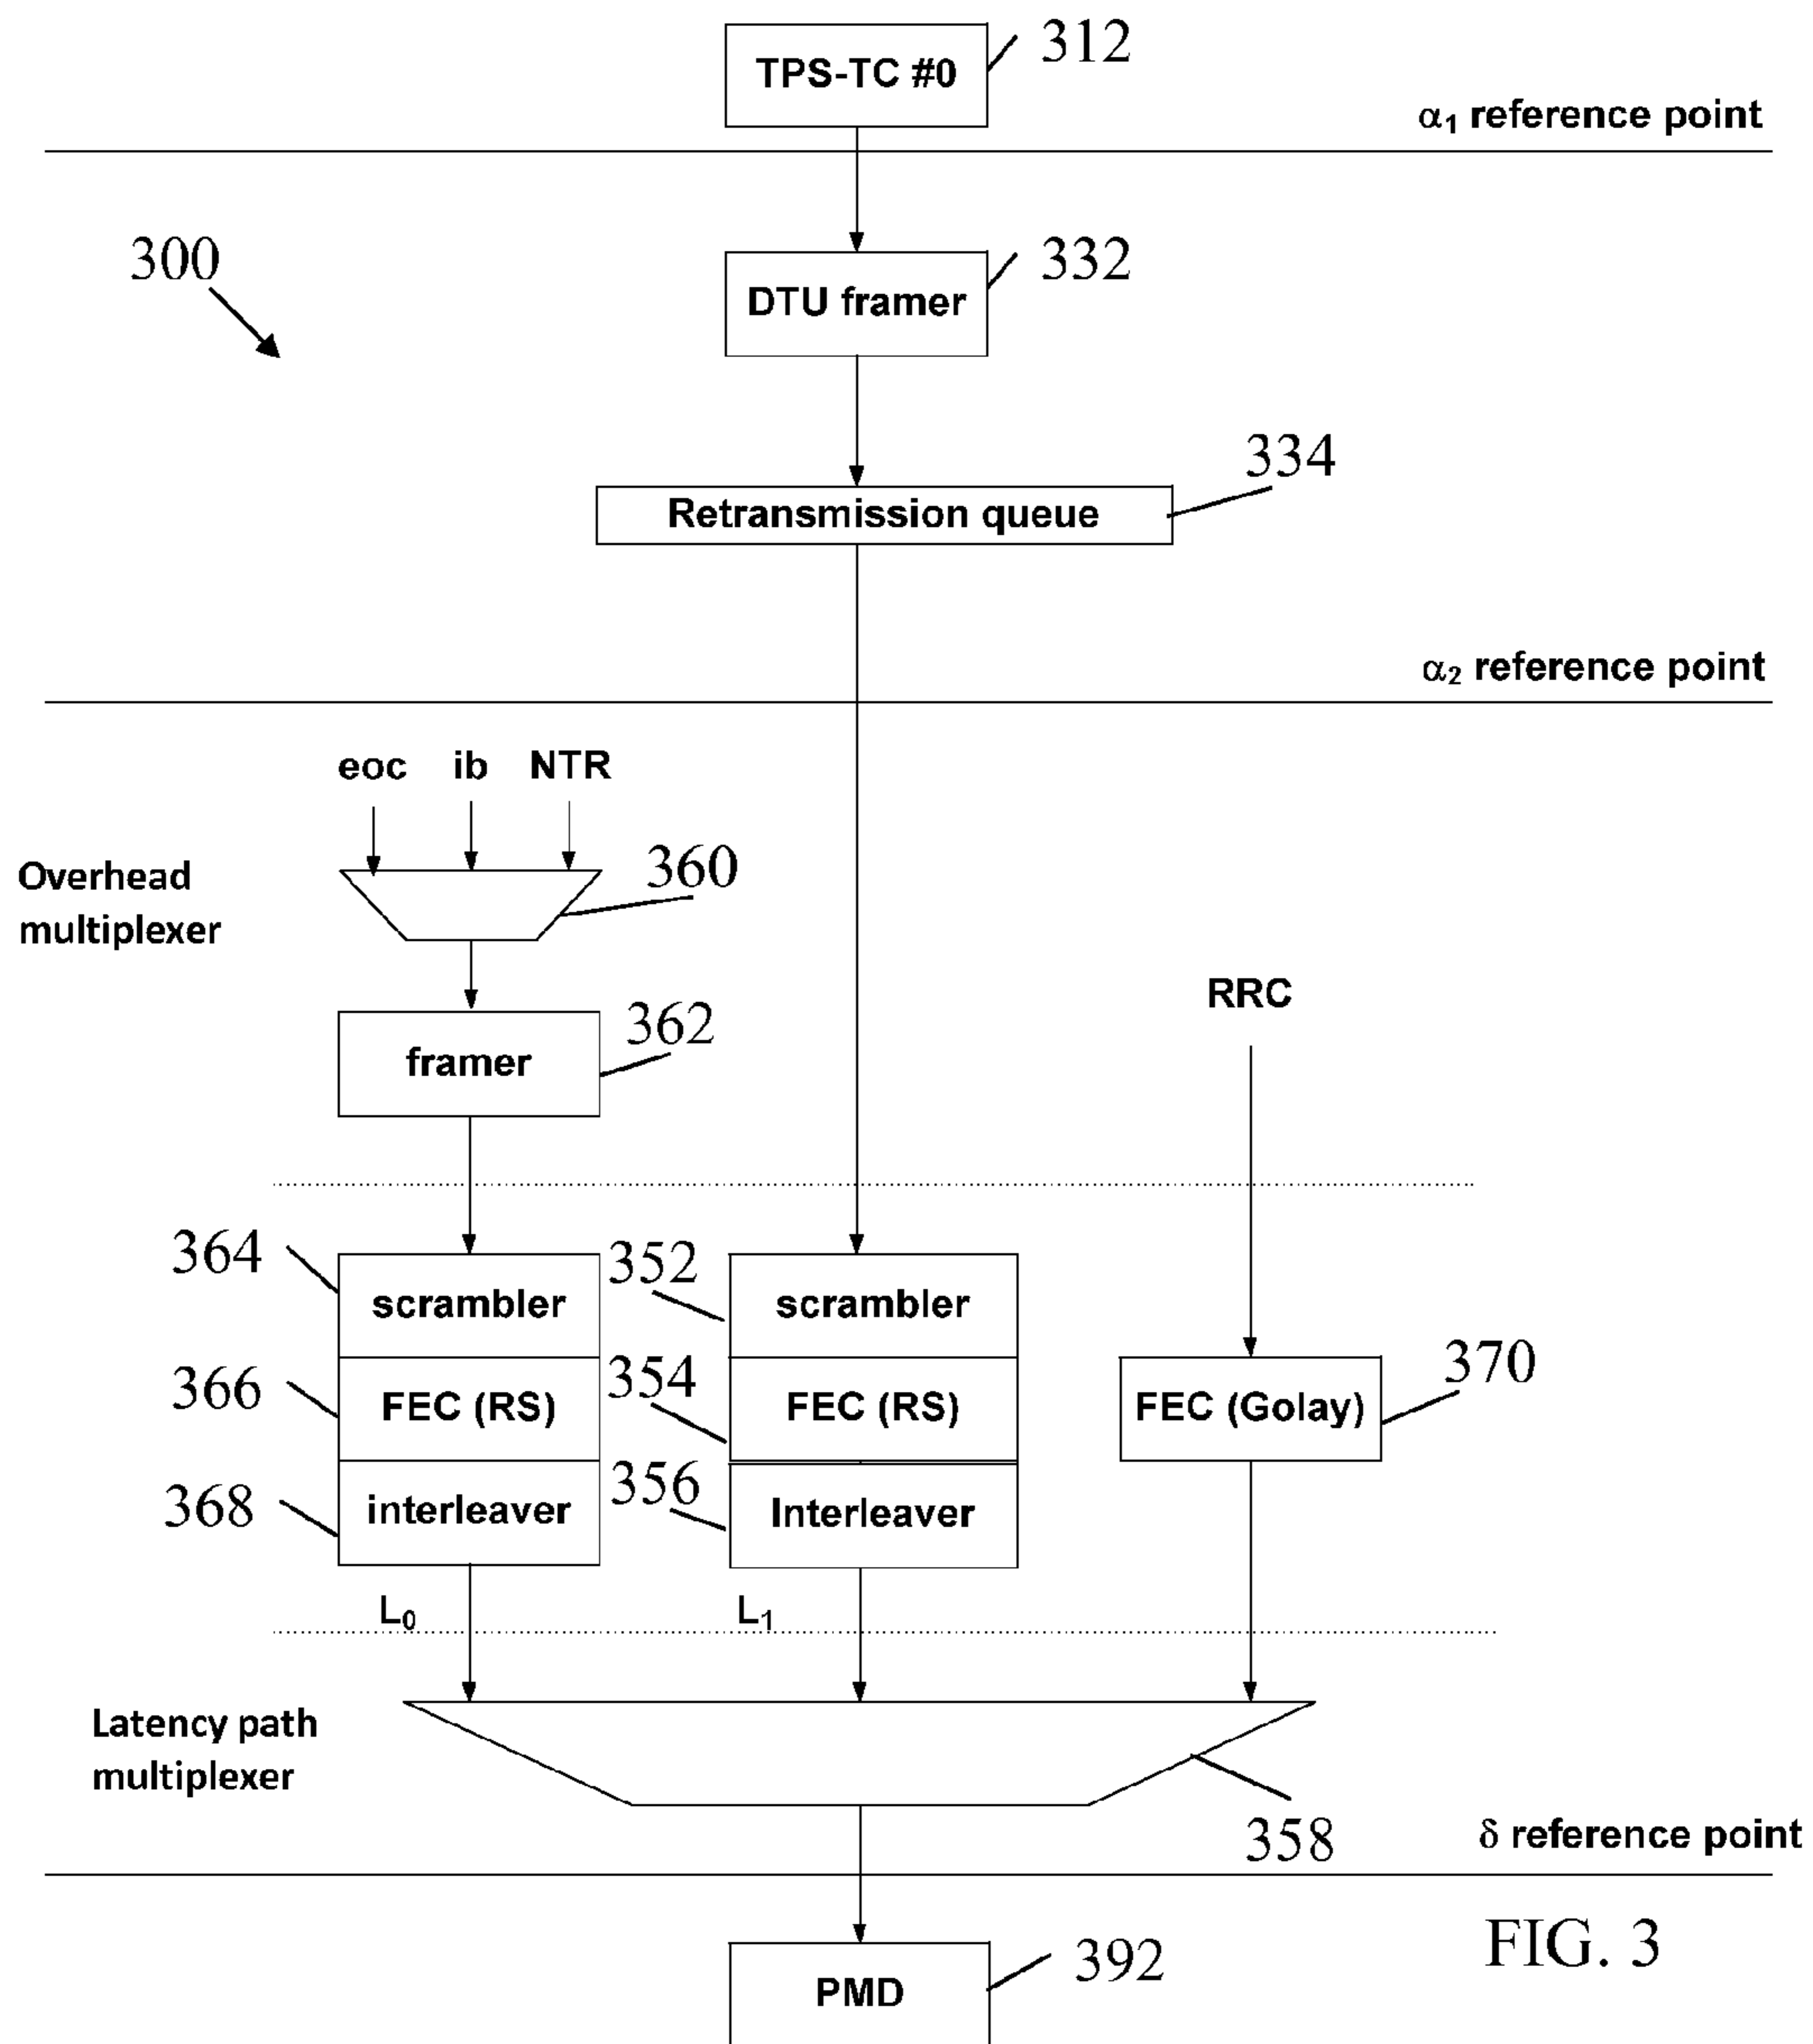 312
TPS-TC #0
α₁ reference point
300
332
DTU framer
334
Retransmission queue
α₂ reference point
eoc ib NTR
Overhead
multiplexer
360
RRC
362
framer
364
scrambler
352
scrambler
366
FEC (RS)
354
FEC (RS)
FEC (Golay)
370
368
interleaver
356
Interleaver
L₀
L₁
Latency path
multiplexer
358
δ reference point
392
PMD
FIG. 3